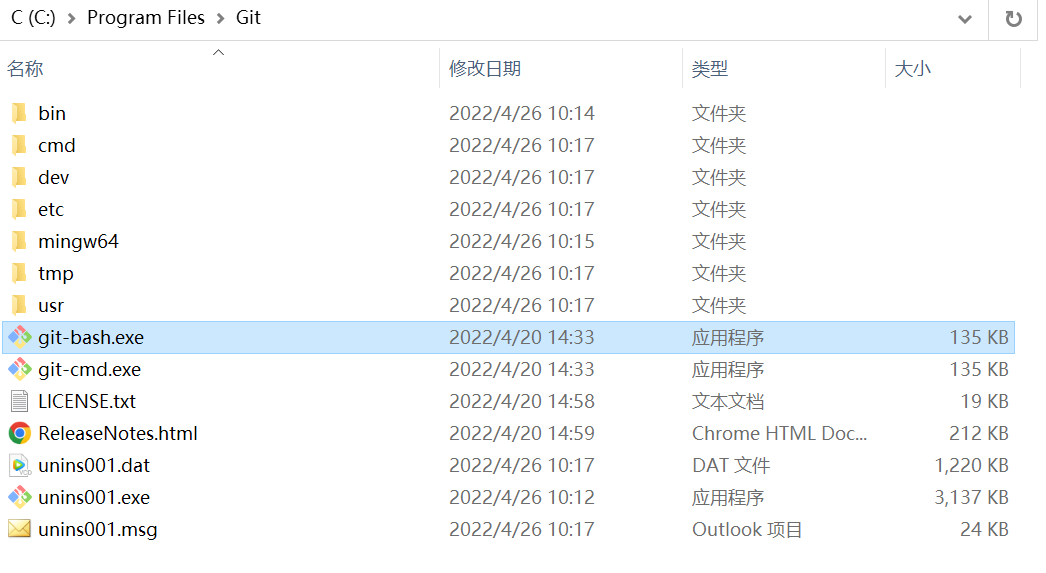 C (C:) > Program Files > Git
名称 修改日期 类型 大小
bin 2022/4/26 10:14 文件夹
cmd 2022/4/26 10:17 文件夹
dev 2022/4/26 10:17 文件夹
etc 2022/4/26 10:17 文件夹
mingw64 2022/4/26 10:15 文件夹
tmp 2022/4/26 10:17 文件夹
usr 2022/4/26 10:17 文件夹
git-bash.exe 2022/4/20 14:33 应用程序 135 KB
git-cmd.exe 2022/4/20 14:33 应用程序 135 KB
LICENSE.txt 2022/4/20 14:58 文本文档 19 KB
ReleaseNotes.html 2022/4/20 14:59 Chrome HTML Doc... 212 KB
unins001.dat 2022/4/26 10:17 DAT 文件 1,220 KB
unins001.exe 2022/4/26 10:12 应用程序 3,137 KB
unins001.msg 2022/4/26 10:17 Outlook 项目 24 KB